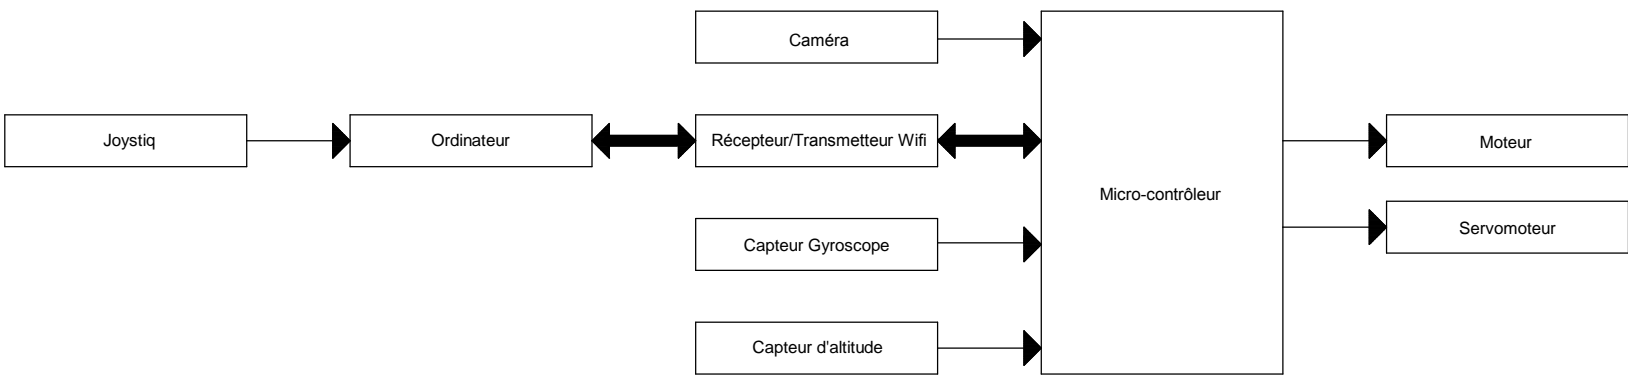 Caméra
Joystiq
Ordinateur
Récepteur/Transmetteur Wifi
Moteur
Micro-contrôleur
Servomoteur
Capteur Gyroscope
Capteur d'altitude